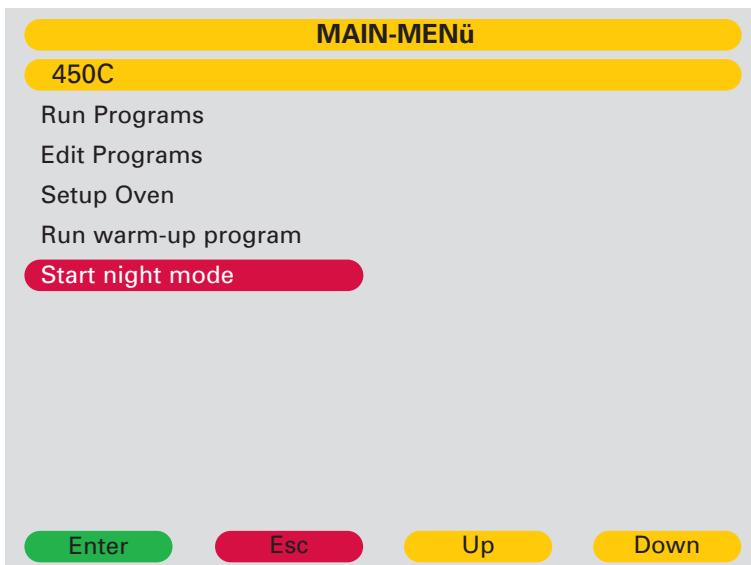 MAIN-MENü
450C
Run Programs
Edit Programs
Setup Oven
Run warm-up program
Start night mode
Enter Esc Up Down